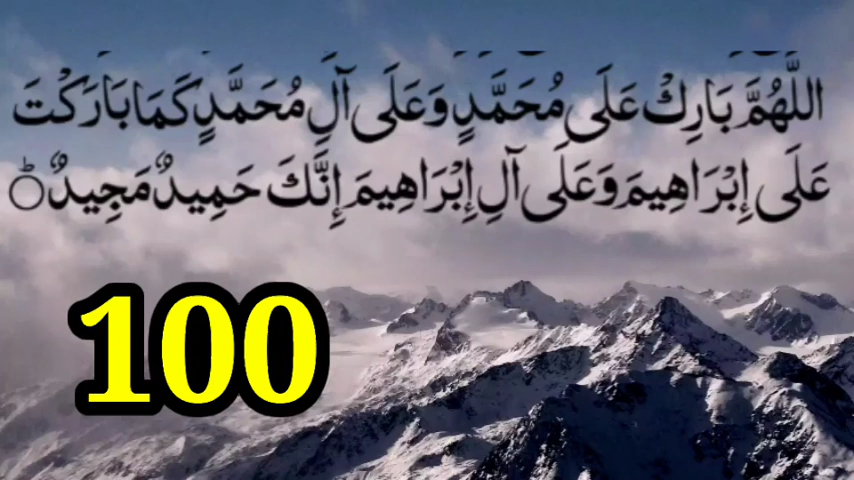 اللَّهُمَّ بَارِكْ عَلَى مُحَمَّدٍ وَعَلَى آلِ مُحَمَّدٍ كَمَا بَارَكْتَ
عَلَى إِبْرَاهِيمَ وَعَلَى آلِ إِبْرَاهِيمَ إِنَّكَ حَمِيدٌ مَجِيدٌ
100